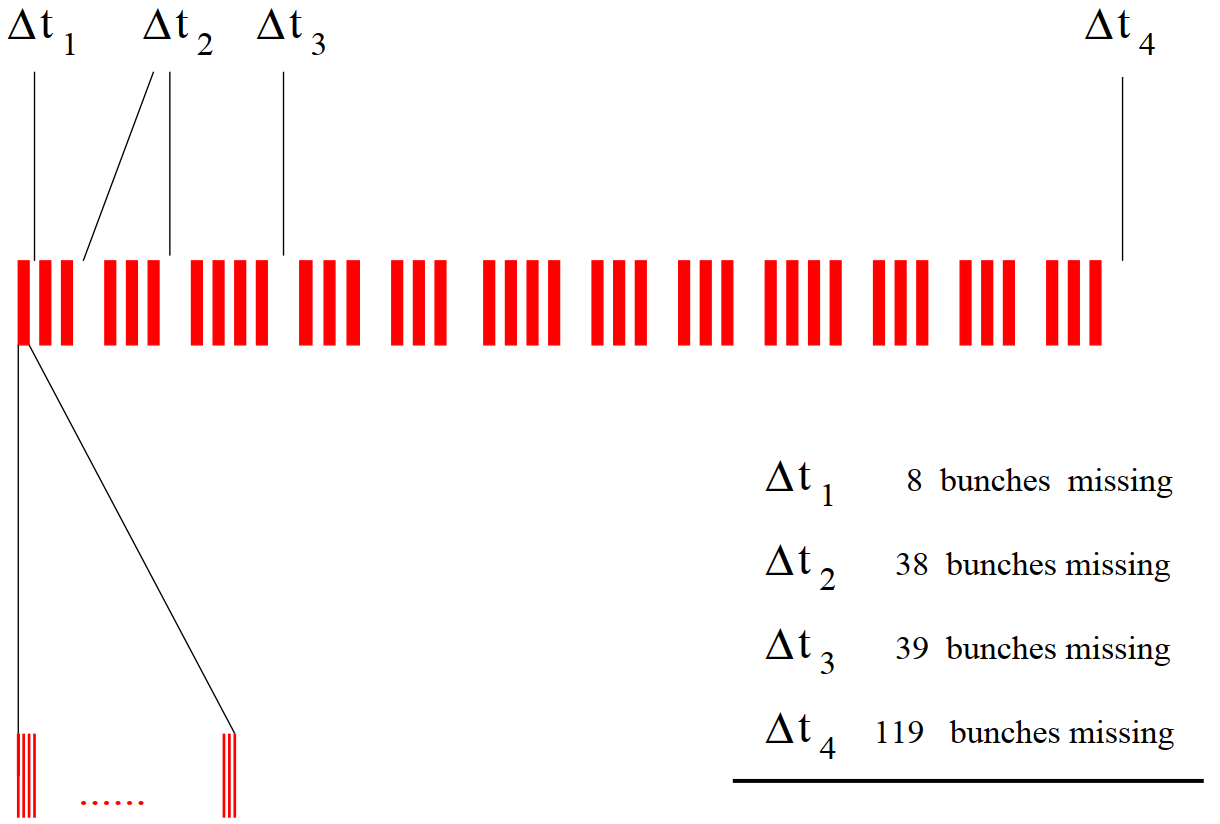 Δt 1 Δt 2 Δt 3 Δt 4
Δt 1 8 bunches missing
Δt 2 38 bunches missing
Δt 3 39 bunches missing
Δt 4 119 bunches missing
......